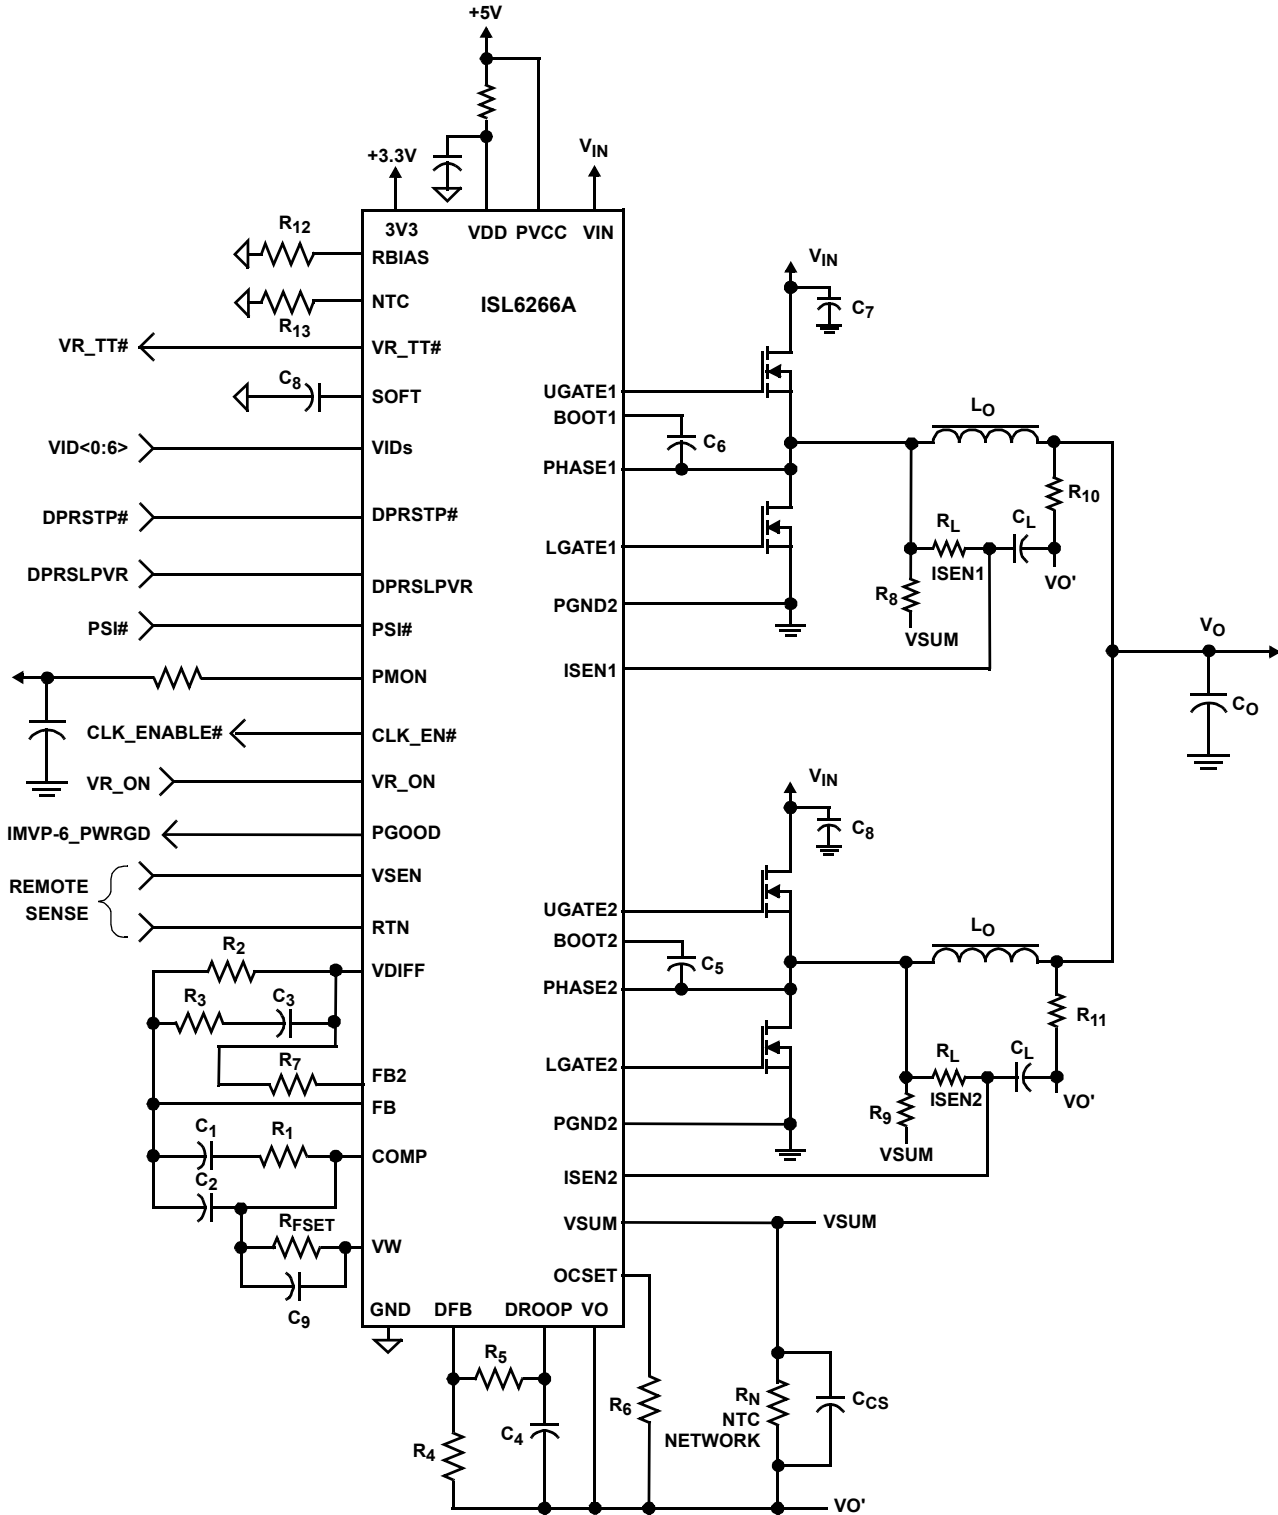 +5V
+3.3V
VIN
3V3
VDD
PVCC
VIN
R12
RBIAS
ISL6266A
NTC
R13
VR_TT#
VR_TT#
C8
SOFT
VID<0:6>
VIDs
DPRSTP#
DPRSTP#
DPRSLPVR
DPRSLPVR
PSI#
PSI#
PMON
CLK_ENABLE#
CLK_EN#
VR_ON
VR_ON
IMVP-6_PWRGD
PGOOD
REMOTE
SENSE
VSEN
RTN
R2
VDIFF
R3
C3
R7
FB2
FB
C1
R1
COMP
C2
RFSET
VW
C9
GND
DFB
DROOP
VO
R5
R4
C4
R6
VIN
C7
UGATE1
BOOT1
C6
PHASE1
LGATE1
PGND2
ISEN1
LO
R10
RL
CL
ISEN1
VO'
R8
VSUM
VO
CO
VIN
C8
UGATE2
BOOT2
C5
PHASE2
LGATE2
PGND2
ISEN2
LO
R11
RL
CL
ISEN2
VO'
R9
VSUM
VSUM
VSUM
OCSET
RN
NTC
NETWORK
CCS
VO'